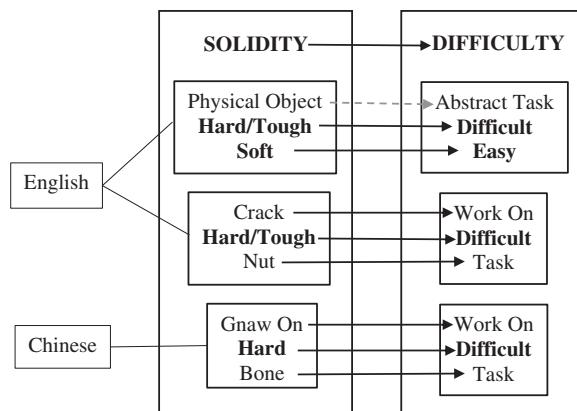 SOLIDITY DIFFICULTY
Physical Object Abstract Task
Hard/Tough Difficult
Soft Easy
English
Crack Work On
Hard/Tough Difficult
Nut Task
Gnaw On Work On
Chinese Hard Difficult
Bone Task